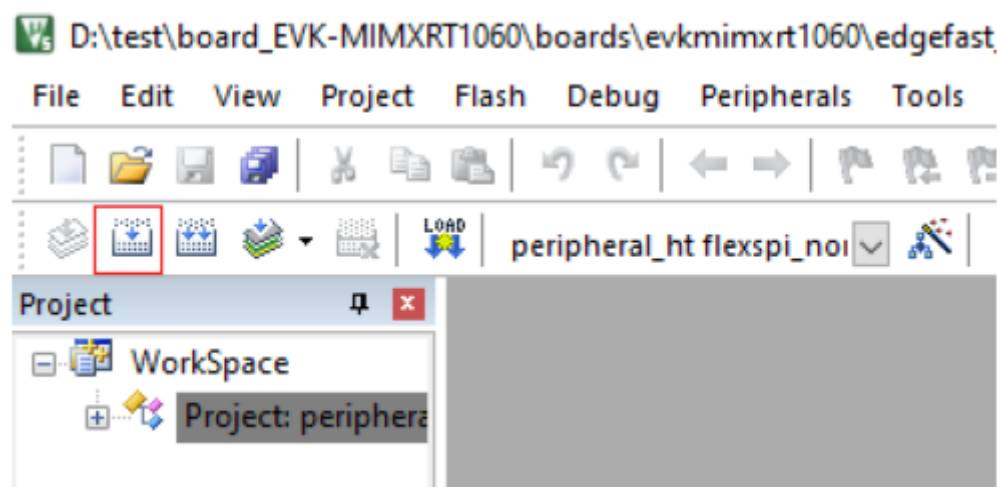 D:\test\board_EVK-MIMXRT1060\boards\evkmimxrt1060\edgefast_
File Edit View Project Flash Debug Peripherals Tools
LOAD
peripheral_ht flexspi_nor
Project
WorkSpace
Project: periphera